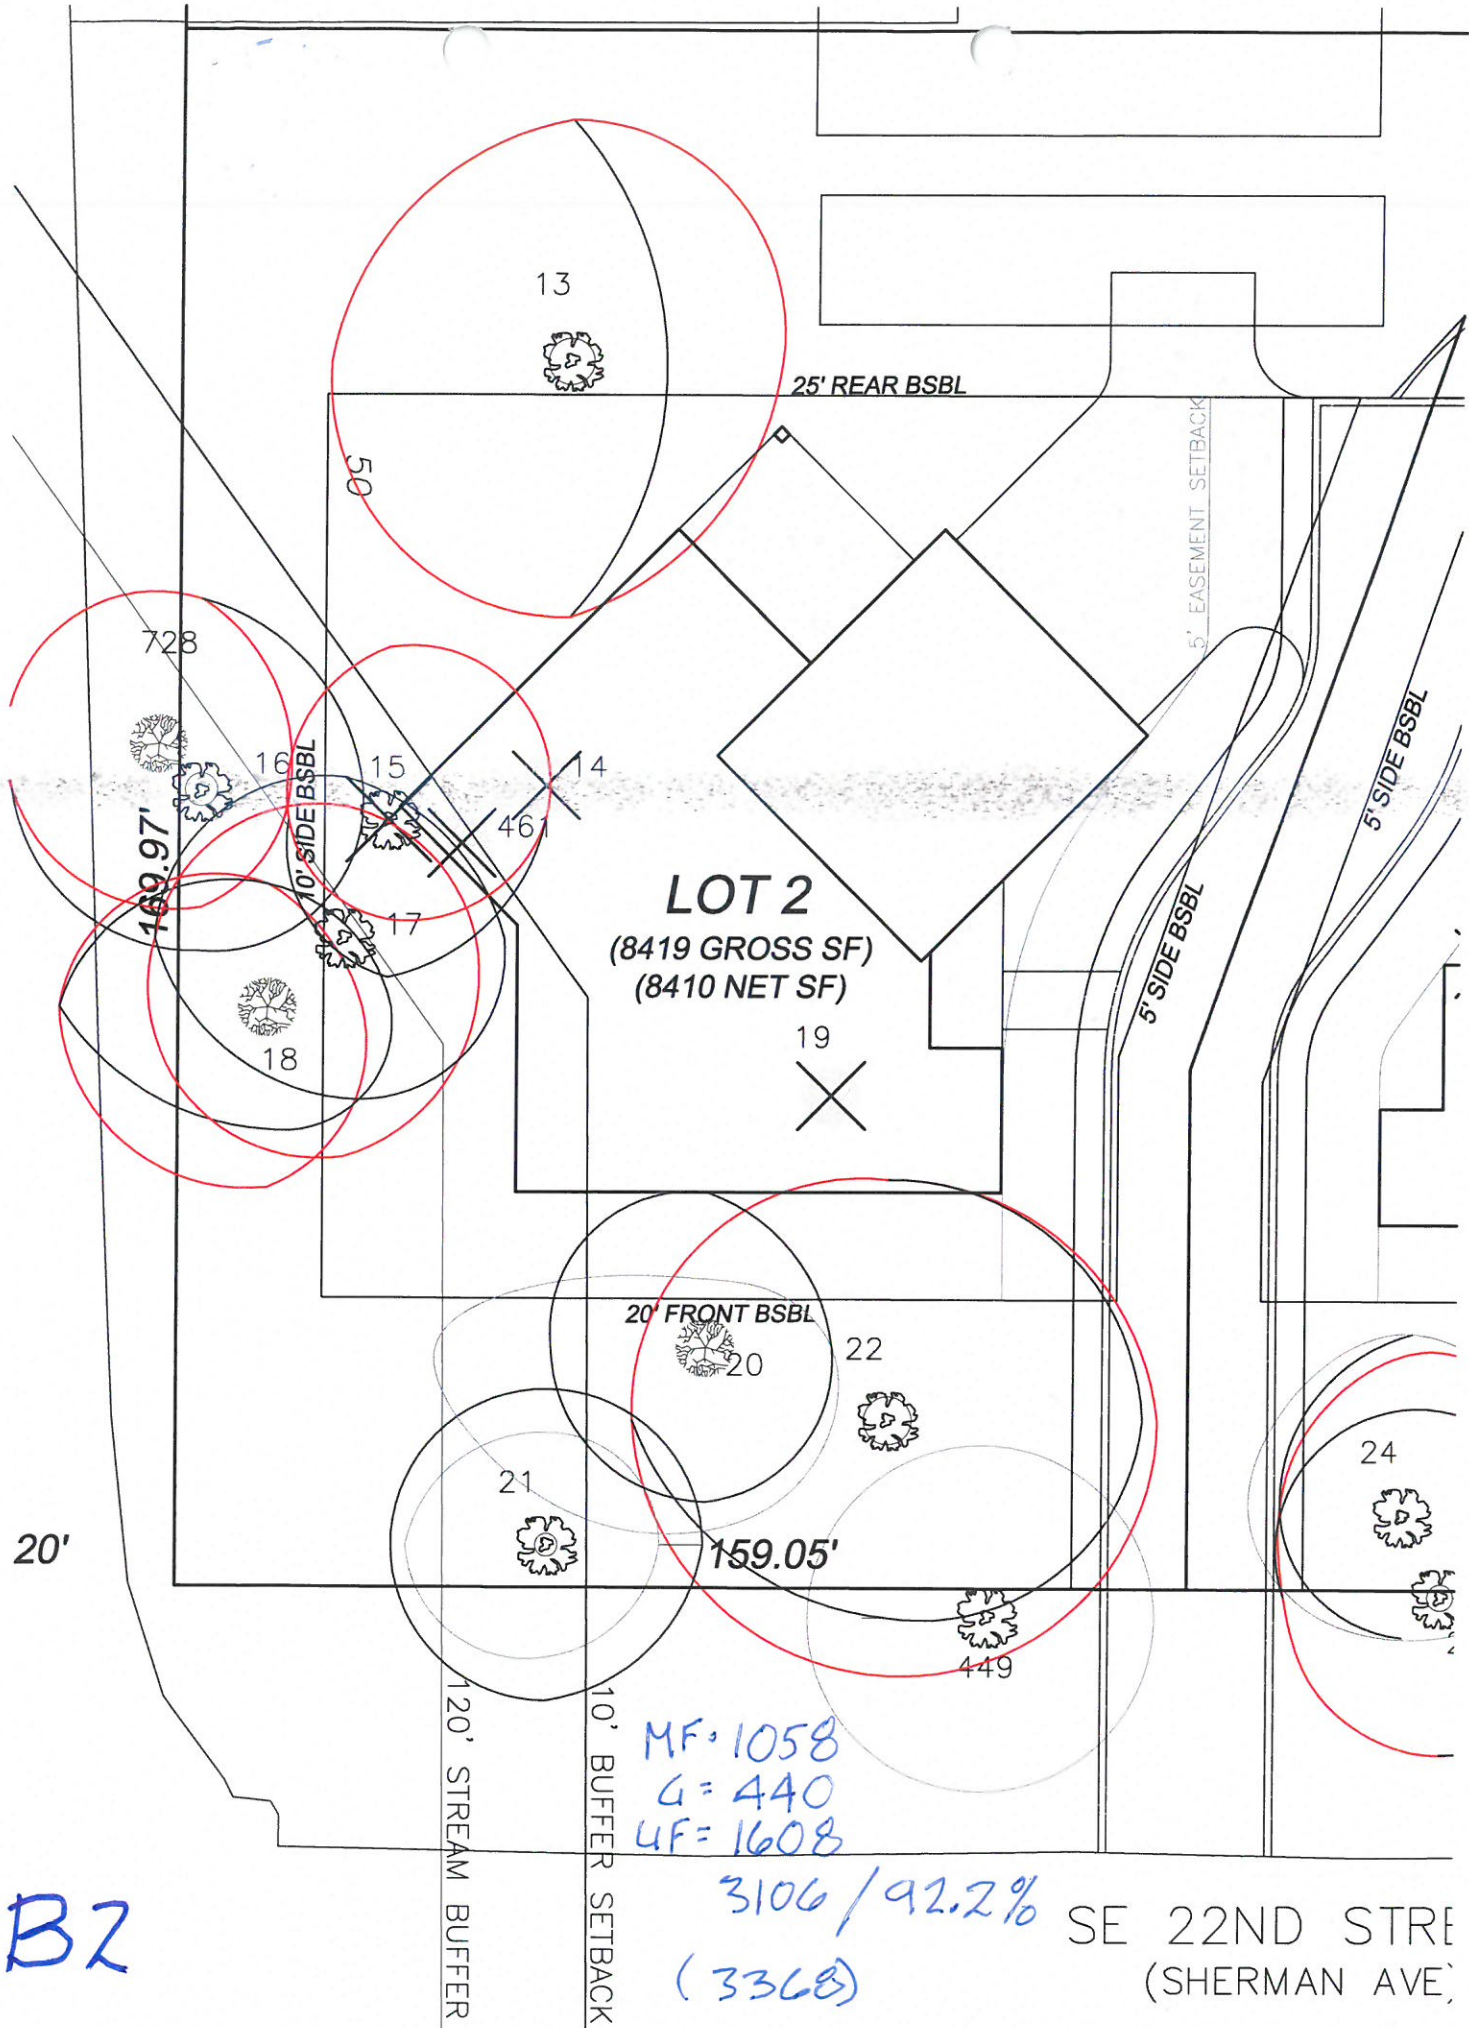 13
25' REAR BSBL
5' EASEMENT SETBACK
50
728
16
15
14
461
10' SIDE BSBL
169.97'
17
18
LOT 2
(8419 GROSS SF)
(8410 NET SF)
19
5' SIDE BSBL
5' SIDE BSBL
20' FRONT BSBL
20
22
21
24
20'
159.05'
449
120' STREAM BUFFER
10' BUFFER SETBACK
MF: 1058
G = 440
UF = 1608
3106 / 92.2%
(3368)
B2
SE 22ND STRE
(SHERMAN AVE)